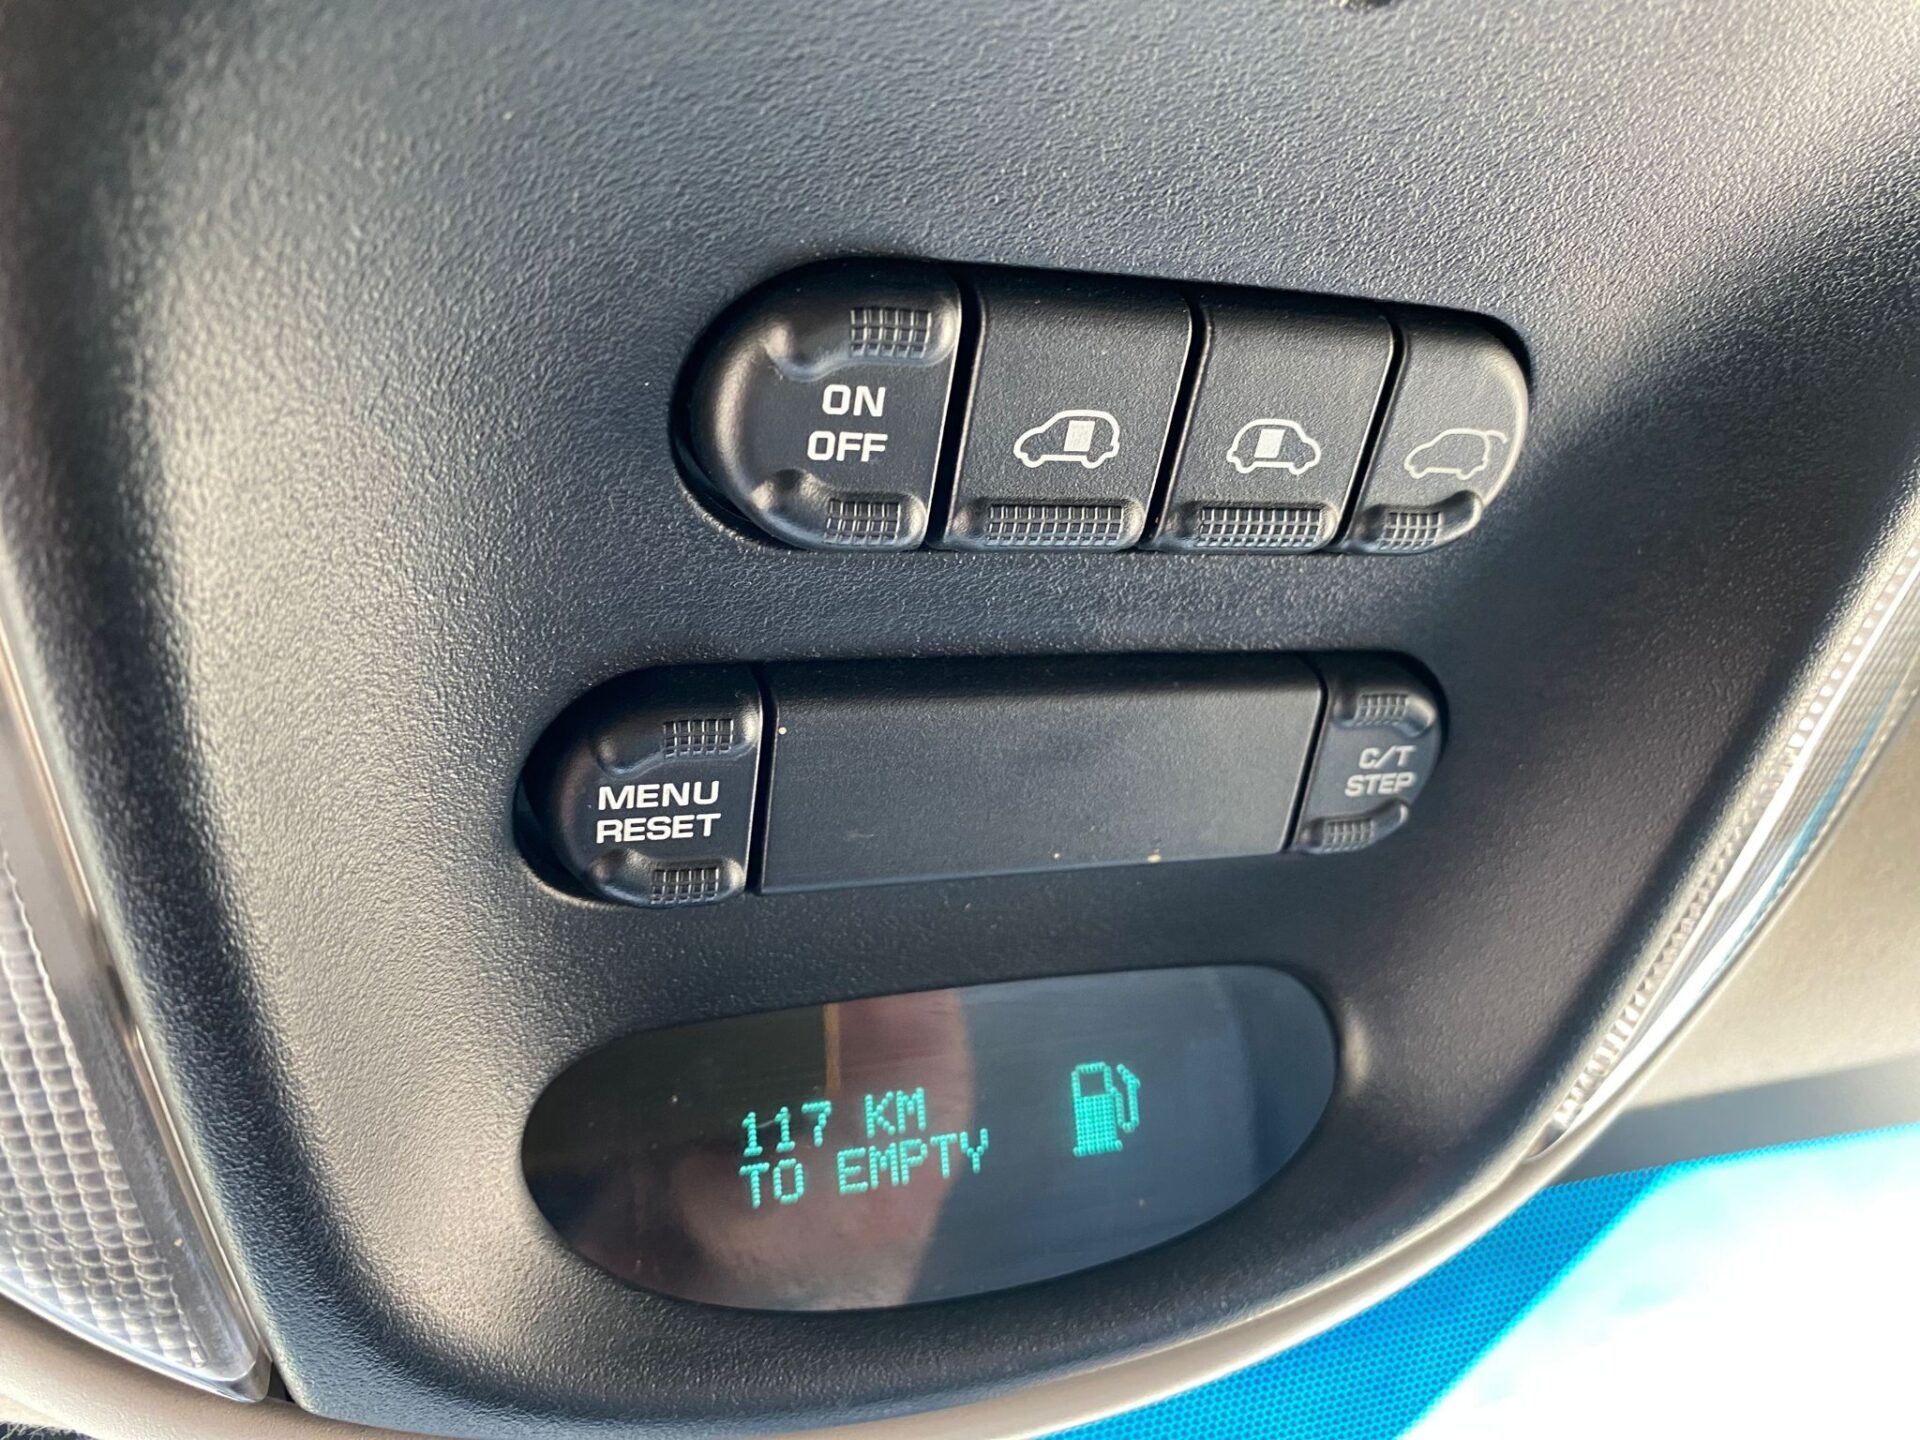 ON
OFF
MENU
RESET
C/T
STEP
117 KM
TO EMPTY